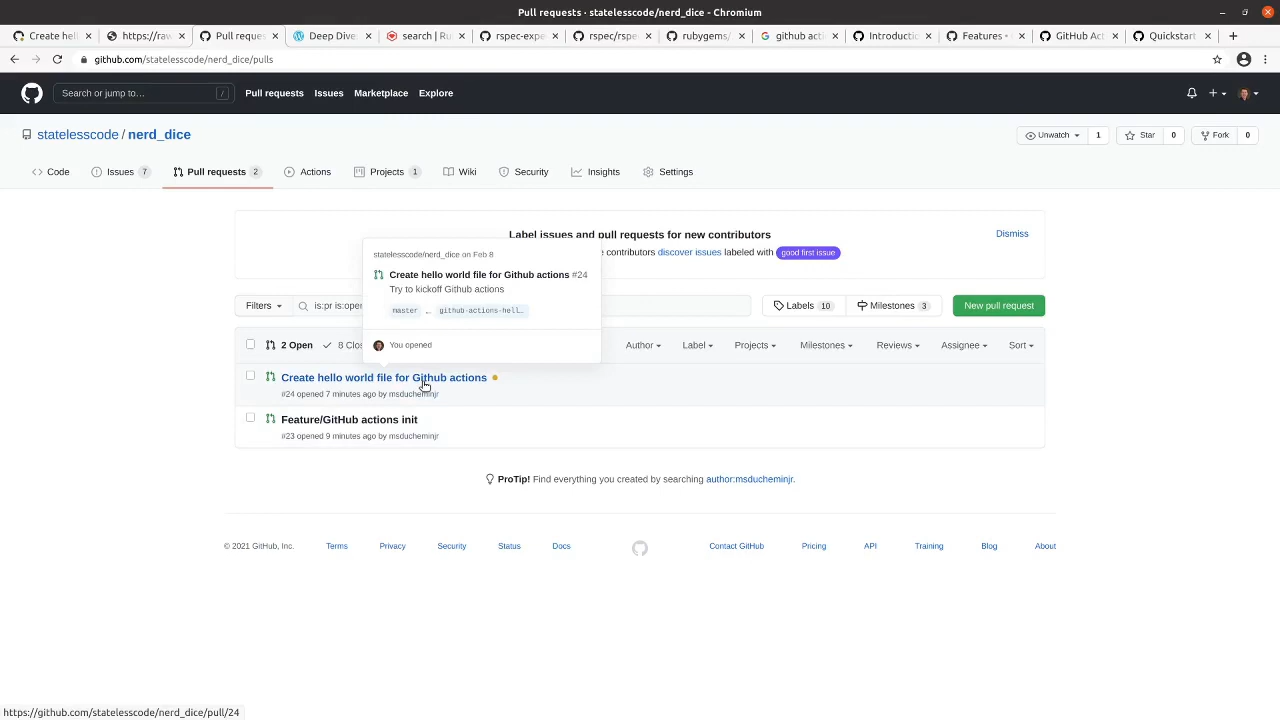 Pull requests · statelesscode/nerd_dice - Chromium
Create hell
https://raw
Pull reques
Deep Dive
search | Ru
rspec-expe
rspec/rspe
rubygems/
github acti
Introductic
Features -
GitHub Act
Quickstart
github.com/statelesscode/nerd_dice/pulls
Search or jump to…
/
Pull requests
Issues
Marketplace
Explore
statelesscode / nerd_dice
Unwatch 1
Star 0
Fork 0
Code
Issues 7
Pull requests 2
Actions
Projects 1
Wiki
Security
Insights
Settings
Label issues and pull requests for new contributors
Dismiss
contributors discover issues labeled with good first issue
statelesscode/nerd_dice on Feb 8
Create hello world file for Github actions #24
Try to kickoff Github actions
master ← github-actions-hell…
You opened
Filters
is:pr is:open
Labels 10
Milestones 3
New pull request
2 Open
8 Clos
Author
Label
Projects
Milestones
Reviews
Assignee
Sort
Create hello world file for Github actions
#24 opened 7 minutes ago by msducheminjr
Feature/GitHub actions init
#23 opened 9 minutes ago by msducheminjr
ProTip! Find everything you created by searching author:msducheminjr.
© 2021 GitHub, Inc.
Terms
Privacy
Security
Status
Docs
Contact GitHub
Pricing
API
Training
Blog
About
https://github.com/statelesscode/nerd_dice/pull/24